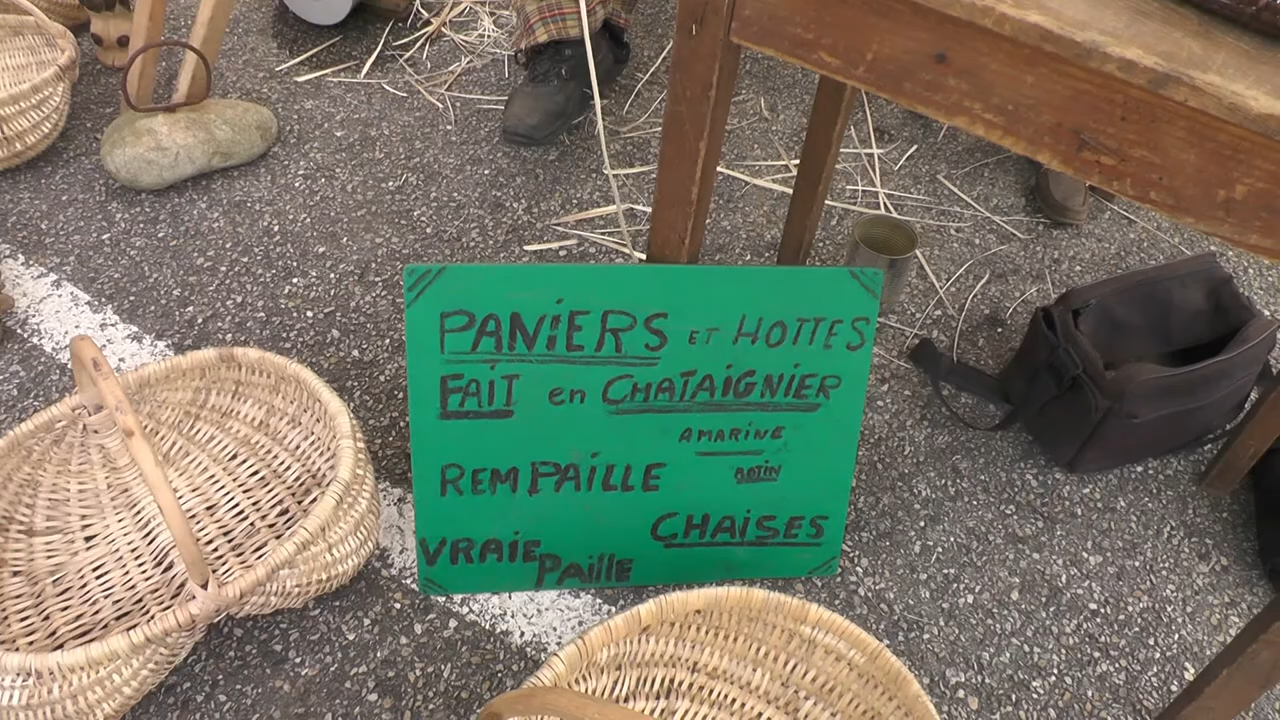 PANiERS ET HOTTES
FAIT en CHATAIGNIER
AMARINE
ROTIN
REMPAILLE
CHAISES
VRAIE PAille